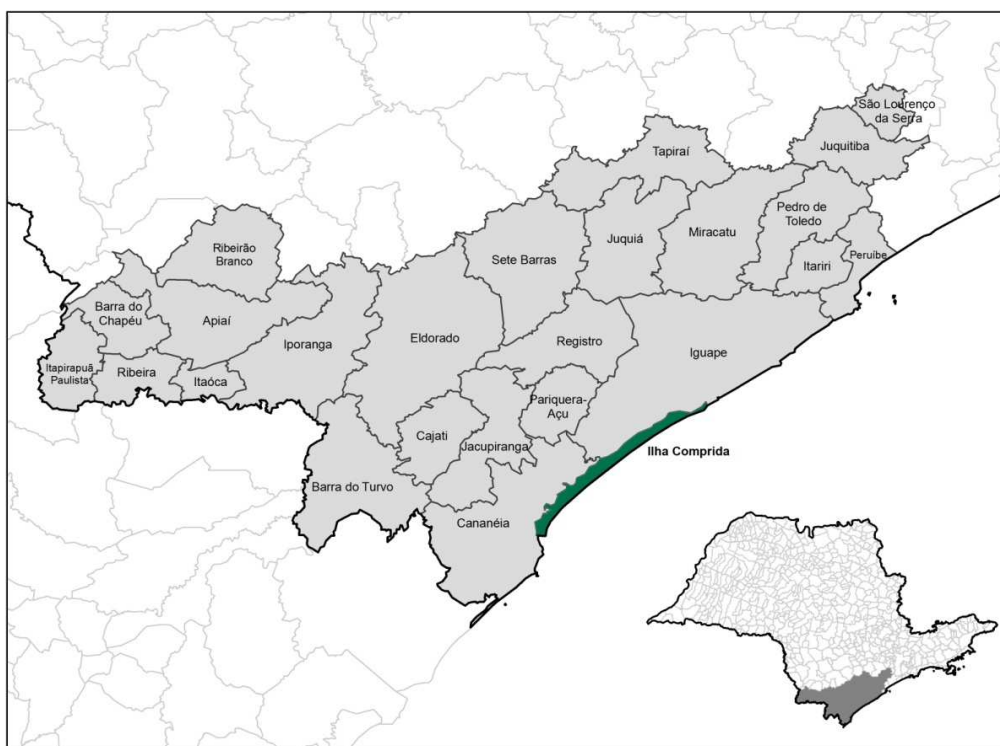 São Lourenço
da Serra
Juquitiba
Tapiraí
Pedro de
Toledo
Miracatu
Juquiá
Peruíbe
Itariri
Sete Barras
Ribeirão
Branco
Barra do
Chapéu
Apiaí
Iporanga
Eldorado
Registro
Iguape
Itapirapuã
Paulista
Ribeira
Itaóca
Pariquera-
Açu
Cajati
Jacupiranga
Ilha Comprida
Barra do Turvo
Cananéia